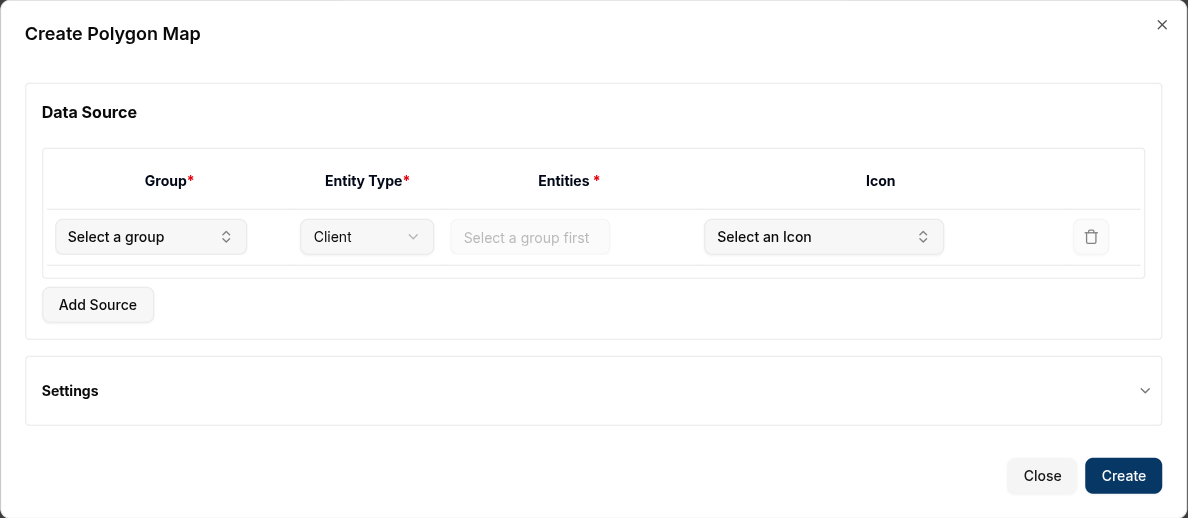 Create Polygon Map
Data Source
Group* Entity Type* Entities * Icon
Select a group Client Select a group first Select an Icon
Add Source
Settings
Close Create